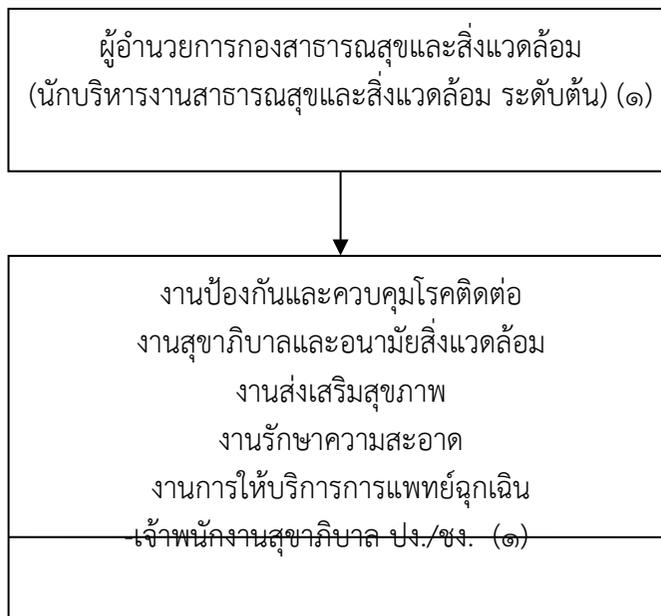 ผู้อำนวยการกองสาธารณสุขและสิ่งแวดล้อม
(นักบริหารงานสาธารณสุขและสิ่งแวดล้อม ระดับต้น) (๑)
งานป้องกันและควบคุมโรคติดต่อ
งานสุขาภิบาลและอนามัยสิ่งแวดล้อม
งานส่งเสริมสุขภาพ
งานรักษาความสะอาด
งานการให้บริการการแพทย์ฉุกเฉิน
-เจ้าพนักงานสุขาภิบาล ปง./ชง. (๑)